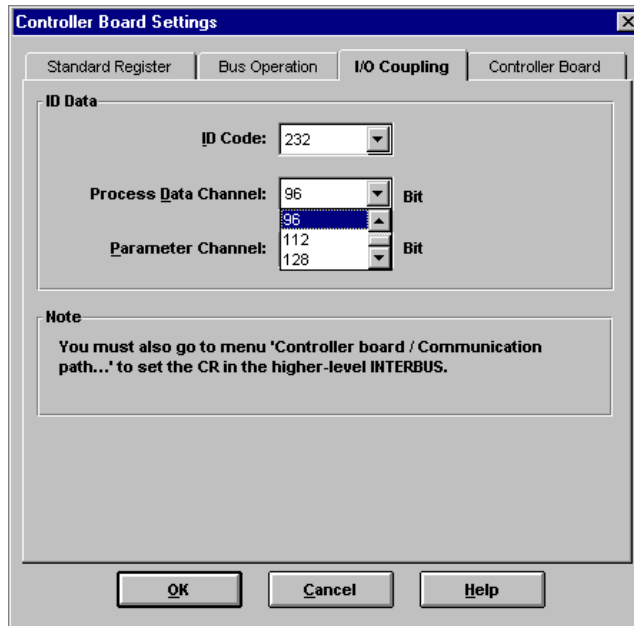 Controller Board Settings
Standard Register Bus Operation I/O Coupling Controller Board
ID Data
ID Code: 232
Process Data Channel: 96 Bit
96
112
Parameter Channel: Bit
128
Note
You must also go to menu 'Controller board / Communication
path...' to set the CR in the higher-level INTERBUS.
OK Cancel Help